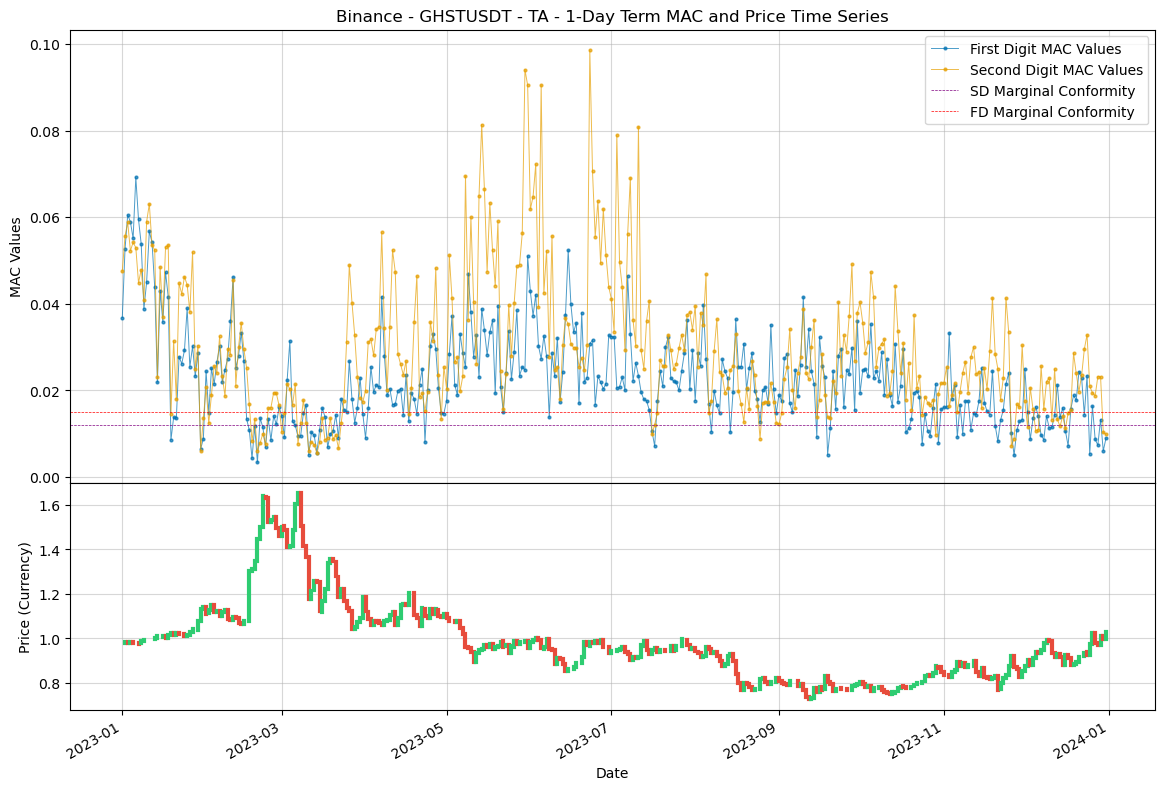 Binance - GHSTUSDT - TA - 1-Day Term MAC and Price Time Series
First Digit MAC Values
Second Digit MAC Values
SD Marginal Conformity
FD Marginal Conformity
MAC Values
0.10
0.08
0.06
0.04
0.02
0.00
Price (Currency)
1.6
1.4
1.2
1.0
0.8
2023-01
2023-03
2023-05
2023-07
2023-09
2023-11
2024-01
Date